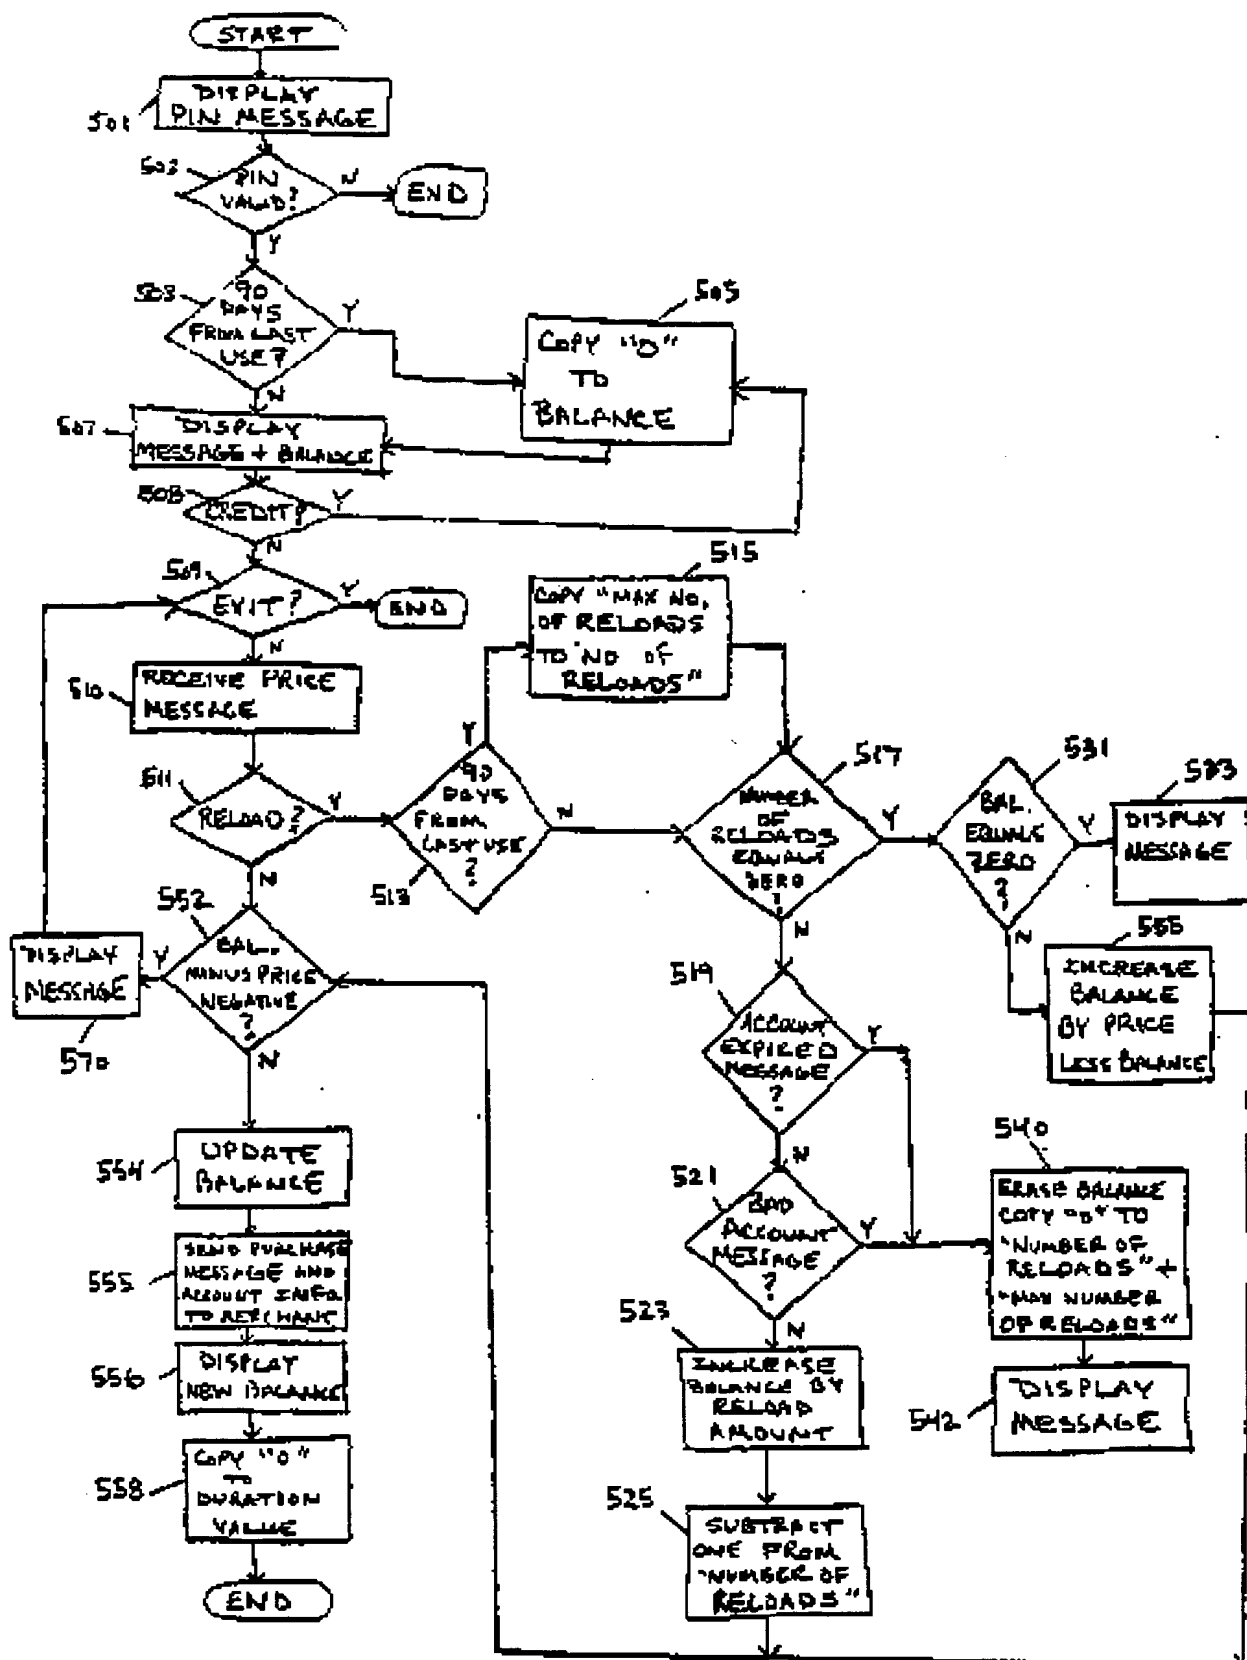 START
501
DISPLAY
PIN MESSAGE
502
PIN
VALID?
N
END
Y
503
90
DAYS
FROM LAST
USE?
Y
N
505
COPY "0"
TO
BALANCE
507
DISPLAY
MESSAGE + BALANCE
508
CREDIT?
Y
N
509
EXIT?
Y
END
N
510
RECEIVE PRICE
MESSAGE
511
RELOAD?
Y
N
513
90
DAYS
FROM
LAST USE
?
Y
N
515
COPY "MAX NO.
OF RELOADS
TO "NO OF
RELOADS"
517
NUMBER
OF
RELOADS
EQUALS
ZERO
?
Y
N
531
BAL.
EQUALS
ZERO
?
Y
N
533
DISPLAY
MESSAGE
INCREASE
BALANCE
BY PRICE
LESS BALANCE
552
BAL.
MINUS PRICE
NEGATIVE
?
Y
N
DISPLAY
MESSAGE
570
519
ACCOUNT
EXPIRED
MESSAGE
?
Y
N
521
BAD
ACCOUNT
MESSAGE
?
Y
N
540
ERASE BALANCE
COPY "0" TO
"NUMBER OF
RELOADS" +
"MAX NUMBER
OF RELOADS"
542
DISPLAY
MESSAGE
523
INCREASE
BALANCE BY
RELOAD
AMOUNT
525
SUBTRACT
ONE FROM
"NUMBER OF
RELOADS"
554
UPDATE
BALANCE
555
SEND PURCHASE
MESSAGE AND
ACCOUNT INFO.
TO MERCHANT
556
DISPLAY
NEW BALANCE
558
COPY "0"
TO
DURATION
VALUE
END